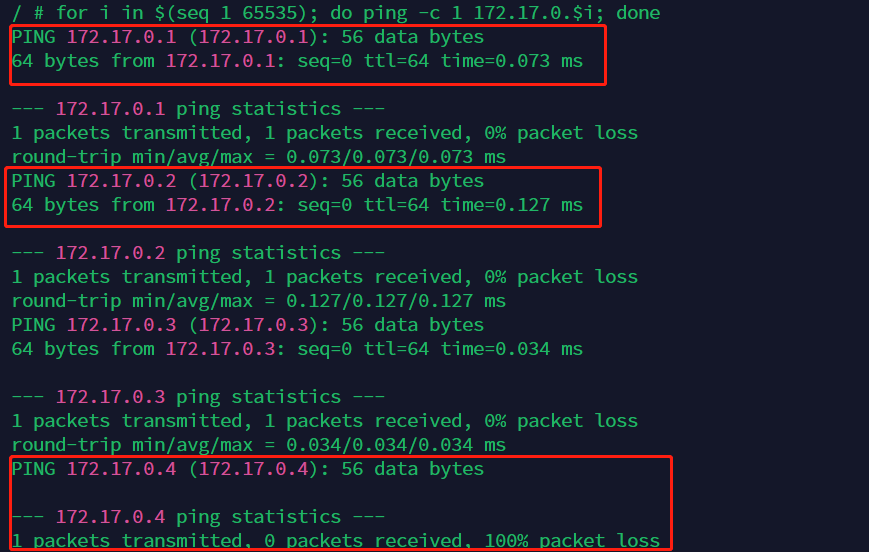 / # for i in $(seq 1 65535); do ping -c 1 172.17.0.$i; done
PING 172.17.0.1 (172.17.0.1): 56 data bytes
64 bytes from 172.17.0.1: seq=0 ttl=64 time=0.073 ms
--- 172.17.0.1 ping statistics ---
1 packets transmitted, 1 packets received, 0% packet loss
round-trip min/avg/max = 0.073/0.073/0.073 ms
PING 172.17.0.2 (172.17.0.2): 56 data bytes
64 bytes from 172.17.0.2: seq=0 ttl=64 time=0.127 ms
--- 172.17.0.2 ping statistics ---
1 packets transmitted, 1 packets received, 0% packet loss
round-trip min/avg/max = 0.127/0.127/0.127 ms
PING 172.17.0.3 (172.17.0.3): 56 data bytes
64 bytes from 172.17.0.3: seq=0 ttl=64 time=0.034 ms
--- 172.17.0.3 ping statistics ---
1 packets transmitted, 1 packets received, 0% packet loss
round-trip min/avg/max = 0.034/0.034/0.034 ms
PING 172.17.0.4 (172.17.0.4): 56 data bytes
--- 172.17.0.4 ping statistics ---
1 packets transmitted, 0 packets received, 100% packet loss